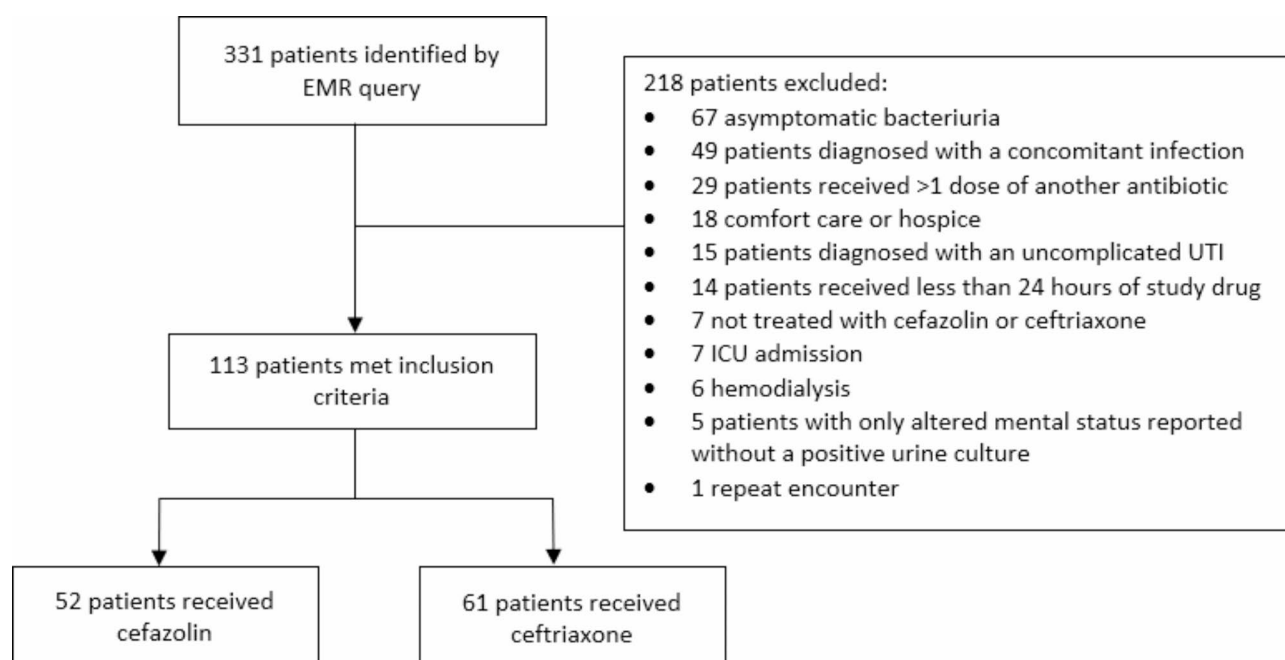 331 patients identified by
EMR query
218 patients excluded:
• 67 asymptomatic bacteriuria
• 49 patients diagnosed with a concomitant infection
• 29 patients received >1 dose of another antibiotic
• 18 comfort care or hospice
• 15 patients diagnosed with an uncomplicated UTI
• 14 patients received less than 24 hours of study drug
• 7 not treated with cefazolin or ceftriaxone
• 7 ICU admission
• 6 hemodialysis
• 5 patients with only altered mental status reported
without a positive urine culture
• 1 repeat encounter
113 patients met inclusion
criteria
52 patients received
cefazolin
61 patients received
ceftriaxone